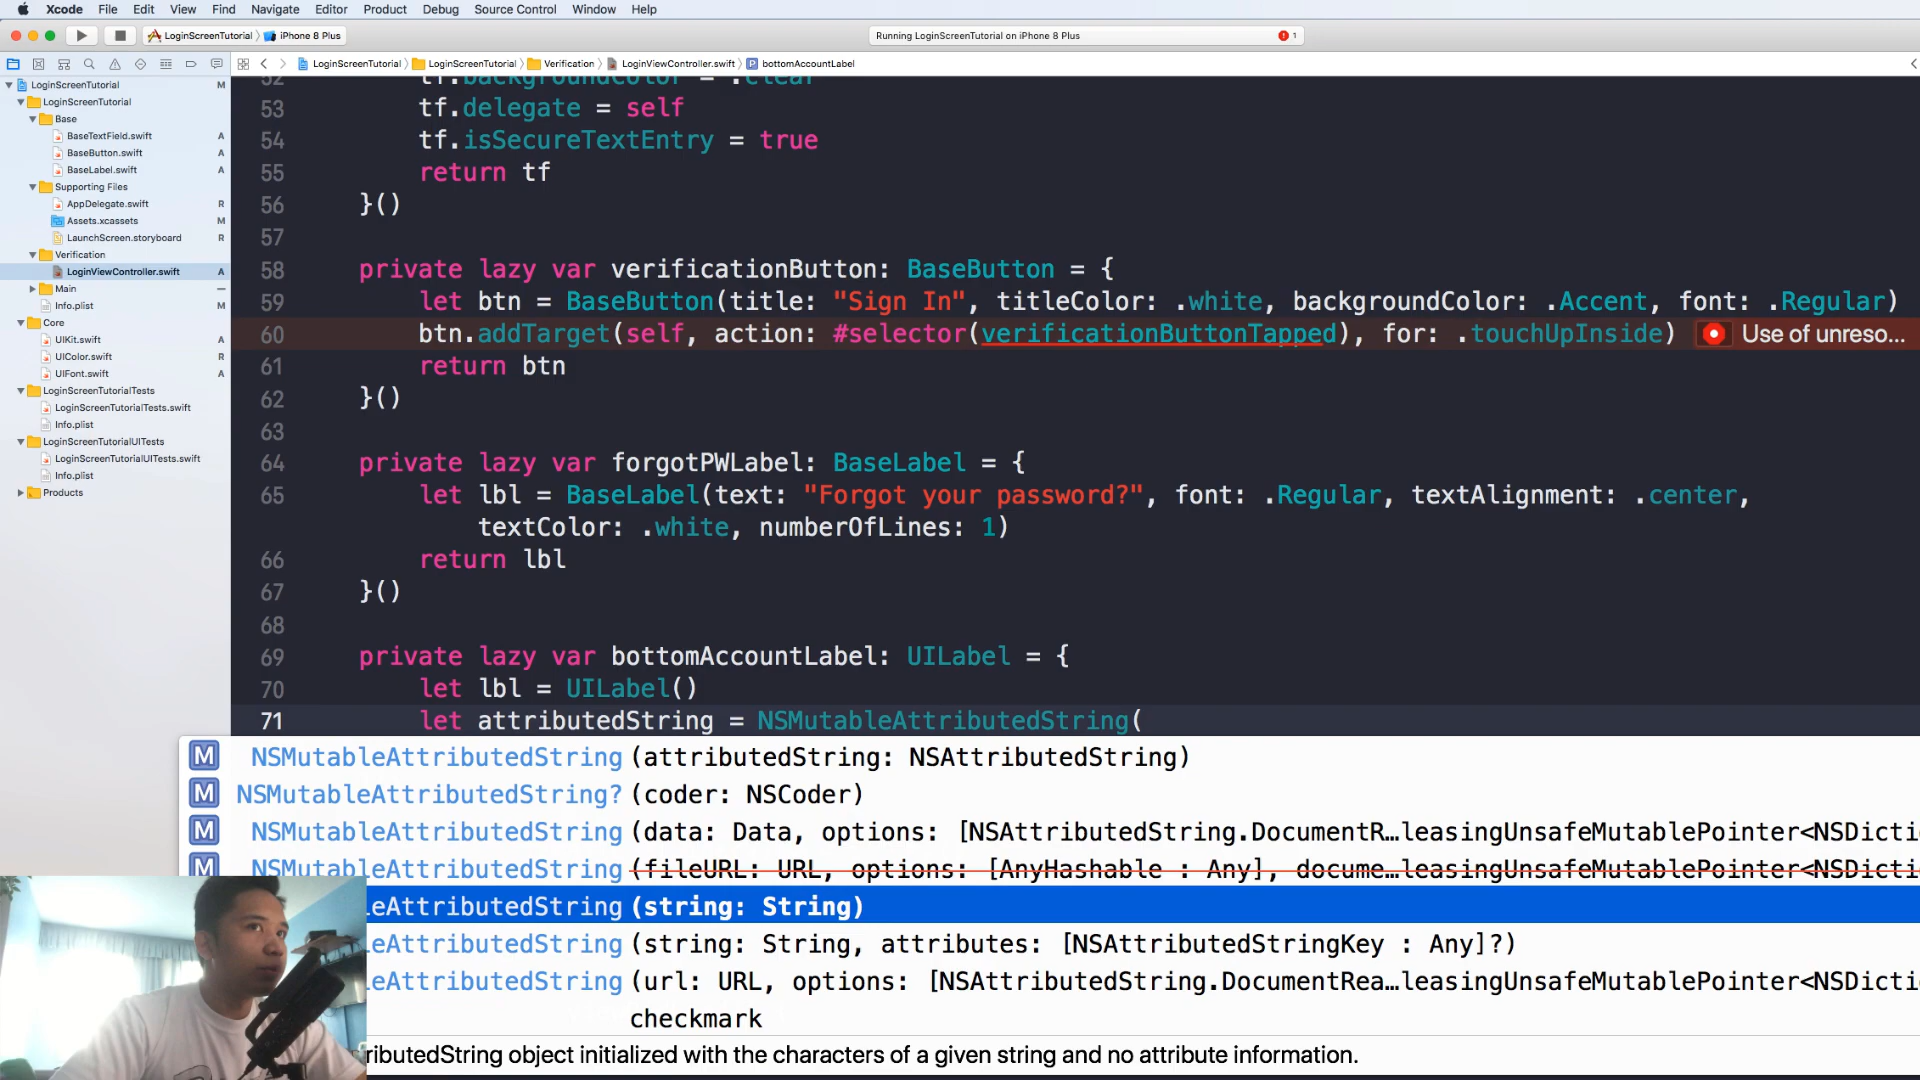 Xcode File Edit View Find Navigate Editor Product Debug Source Control Window Help
LoginScreenTutorial iPhone 8 Plus
Running LoginScreenTutorial on iPhone 8 Plus
1
LoginScreenTutorial LoginScreenTutorial Verification LoginViewController.swift P bottomAccountLabel
LoginScreenTutorial M
LoginScreenTutorial
Base
BaseTextField.swift A
BaseButton.swift A
BaseLabel.swift A
Supporting Files
AppDelegate.swift R
Assets.xcassets M
LaunchScreen.storyboard R
Verification
LoginViewController.swift A
Main
Info.plist M
Core
UIKit.swift A
UIColor.swift A
UIFont.swift A
LoginScreenTutorialTests
LoginScreenTutorialTests.swift
Info.plist
LoginScreenTutorialUITests
LoginScreenTutorialUITests.swift
Info.plist
Products
52 tf.backgroundColor = .clear
53 tf.delegate = self
54 tf.isSecureTextEntry = true
55 return tf
56 }()
57
58 private lazy var verificationButton: BaseButton = {
59 let btn = BaseButton(title: "Sign In", titleColor: .white, backgroundColor: .Accent, font: .Regular)
60 btn.addTarget(self, action: #selector(verificationButtonTapped), for: .touchUpInside) Use of unreso...
61 return btn
62 }()
63
64 private lazy var forgotPWLabel: BaseLabel = {
65 let lbl = BaseLabel(text: "Forgot your password?", font: .Regular, textAlignment: .center,
textColor: .white, numberOfLines: 1)
66 return lbl
67 }()
68
69 private lazy var bottomAccountLabel: UILabel = {
70 let lbl = UILabel()
71 let attributedString = NSMutableAttributedString(
M NSMutableAttributedString (attributedString: NSAttributedString)
M NSMutableAttributedString? (coder: NSCoder)
M NSMutableAttributedString (data: Data, options: [NSAttributedString.DocumentR…leasingUnsafeMutablePointer<NSDicti
M NSMutableAttributedString (fileURL: URL, options: [AnyHashable : Any], docume…leasingUnsafeMutablePointer<NSDicti
leAttributedString (string: String)
leAttributedString (string: String, attributes: [NSAttributedStringKey : Any]?)
leAttributedString (url: URL, options: [NSAttributedString.DocumentRea…leasingUnsafeMutablePointer<NSDicti
checkmark
ributedString object initialized with the characters of a given string and no attribute information.